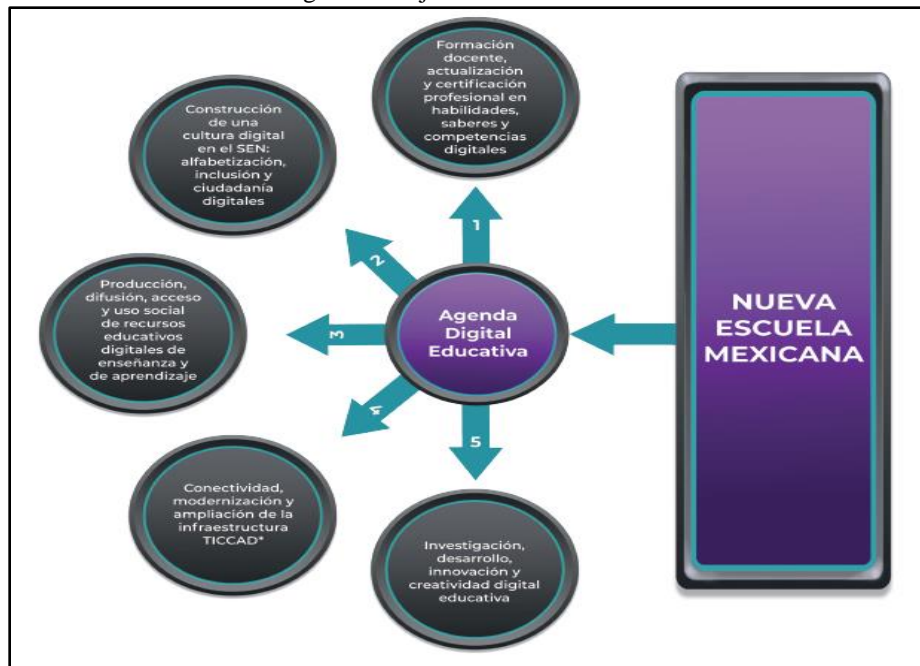 Formación
docente,
actualización
y certificación
profesional en
habilidades,
saberes y
competencias
digitales
1
Construcción
de una
cultura digital
en el SEN:
alfabetización,
inclusión y
ciudadanía
digitales
2
Producción,
difusión, acceso
y uso social
de recursos
educativos
digitales de
enseñanza y
de aprendizaje
3
Conectividad,
modernización y
ampliación de la
infraestructura
TICCAD*
4
Investigación,
desarrollo,
innovación y
creatividad digital
educativa
5
Agenda
Digital
Educativa
NUEVA
ESCUELA
MEXICANA